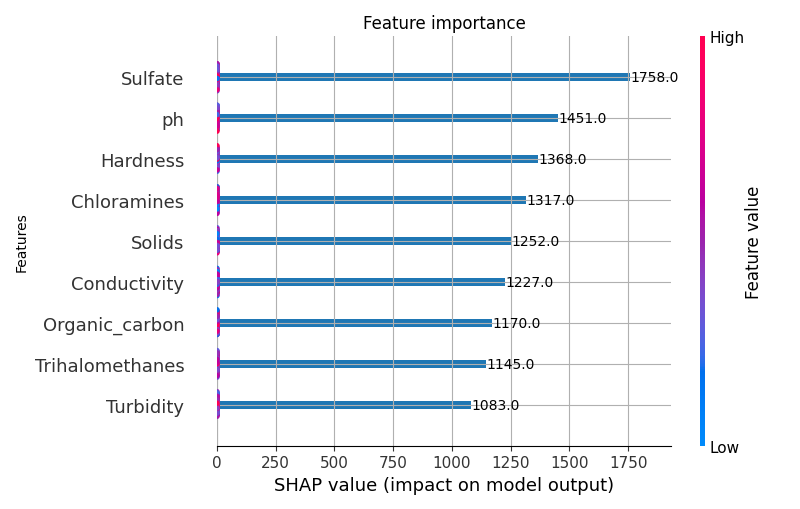 Feature importance
High
Sulfate
1758.0
ph
1451.0
Hardness
1368.0
Chloramines
1317.0
Solids
1252.0
Conductivity
1227.0
Organic_carbon
1170.0
Trihalomethanes
1145.0
Turbidity
1083.0
Features
Feature value
Low
0 250 500 750 1000 1250 1500 1750
SHAP value (impact on model output)